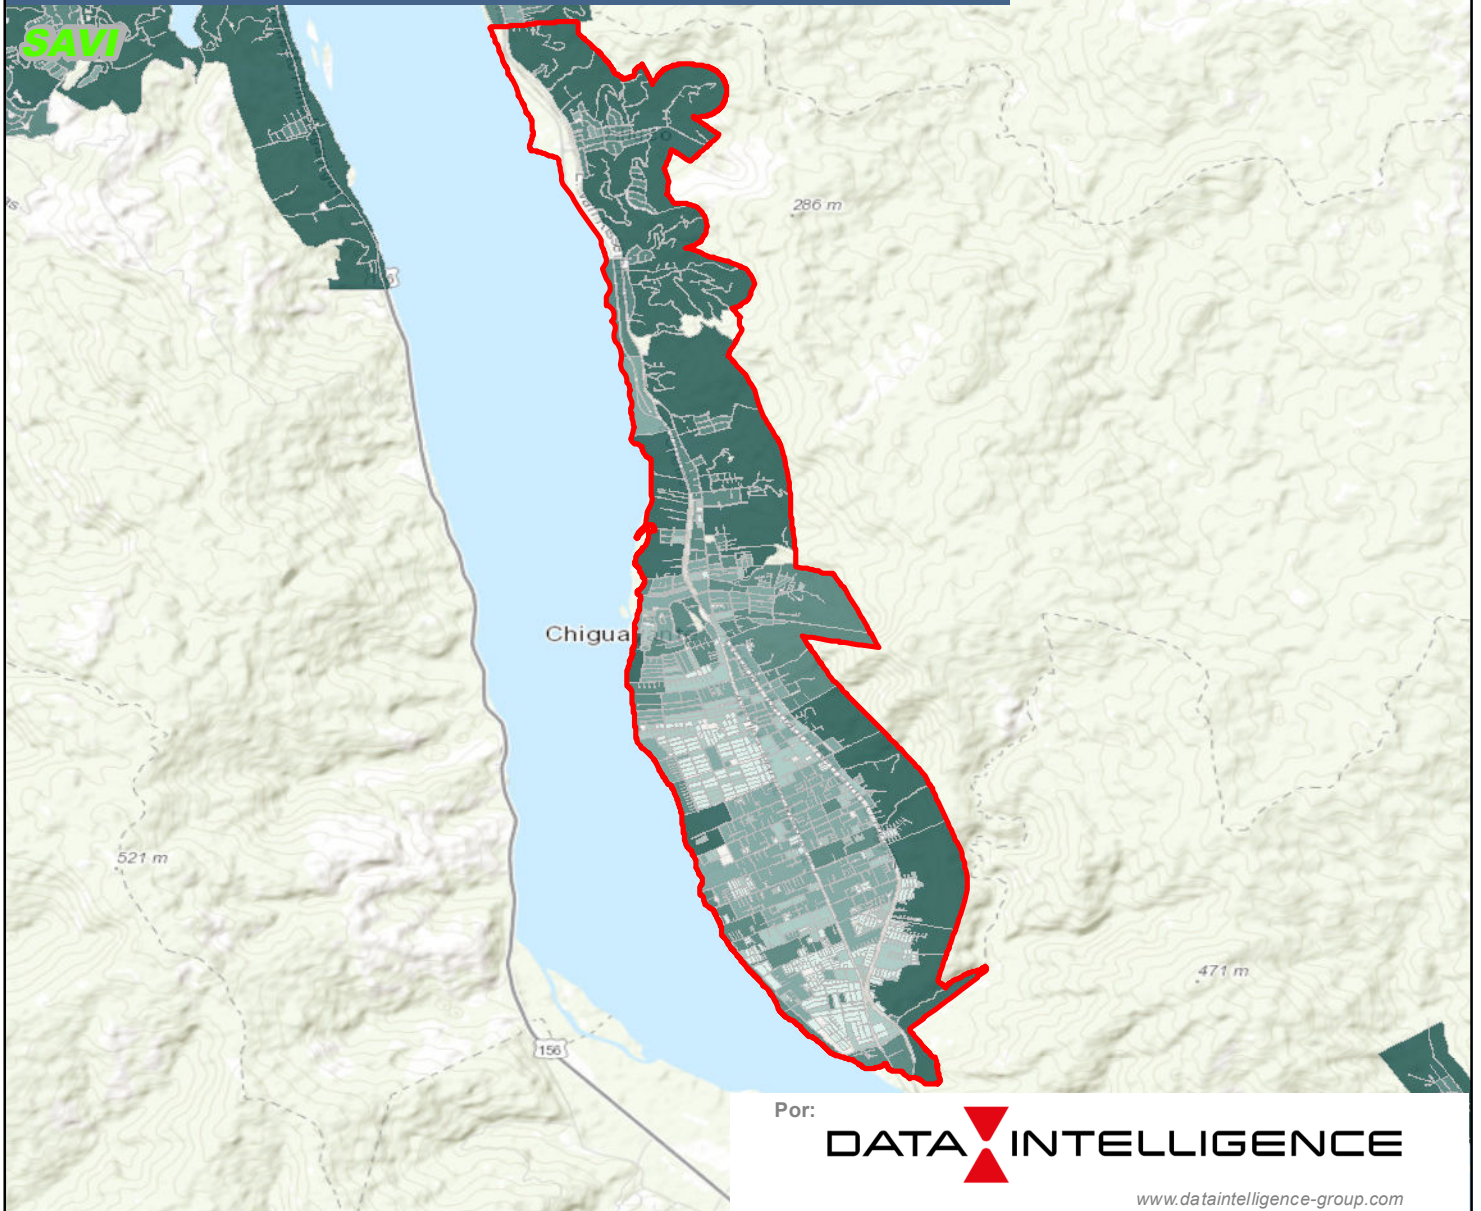 SAVI
286 m
Chigua
521 m
471 m
156
Por:
DATA INTELLIGENCE
www.dataintelligence-group.com